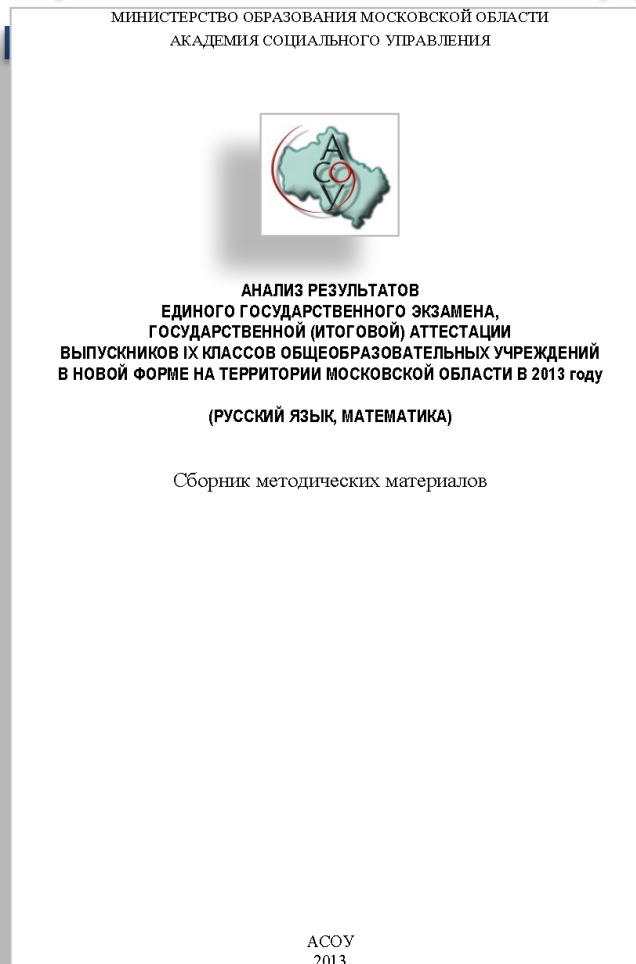 МИНИСТЕРСТВО ОБРАЗОВАНИЯ МОСКОВСКОЙ ОБЛАСТИ
АКАДЕМИЯ СОЦИАЛЬНОГО УПРАВЛЕНИЯ
А
СО
У
АНАЛИЗ РЕЗУЛЬТАТОВ
ЕДИНОГО ГОСУДАРСТВЕННОГО ЭКЗАМЕНА,
ГОСУДАРСТВЕННОЙ (ИТОГОВОЙ) АТТЕСТАЦИИ
ВЫПУСКНИКОВ IX КЛАССОВ ОБЩЕОБРАЗОВАТЕЛЬНЫХ УЧРЕЖДЕНИЙ
В НОВОЙ ФОРМЕ НА ТЕРРИТОРИИ МОСКОВСКОЙ ОБЛАСТИ В 2013 году
(РУССКИЙ ЯЗЫК, МАТЕМАТИКА)
Сборник методических материалов
АСОУ
2013